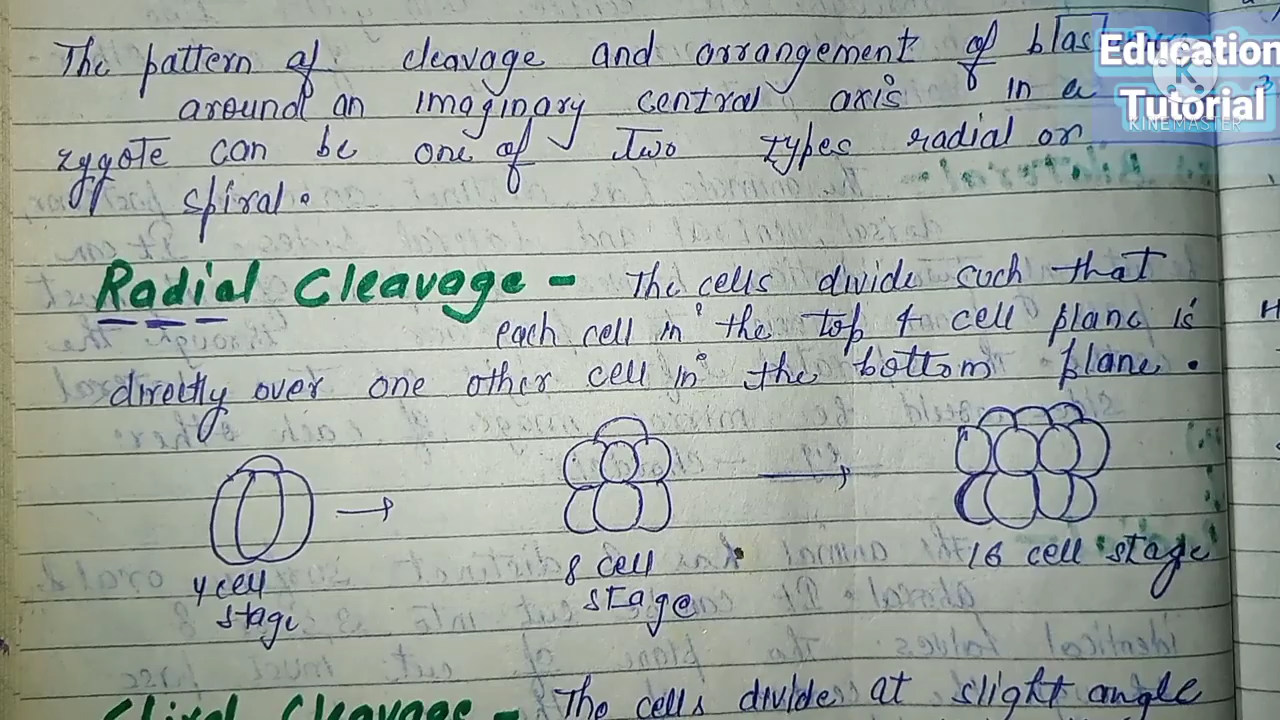 The pattern of cleavage and arrangement of blas
Education
around an imaginary central axis in a
Tutorial
KINEMASTER
zygote can be one of Two types radial or
spiral.
Radial Cleavage - The cells divide such that
each cell in the top 4 cell plane is
directly over one other cell in the bottom plane.
4 cell
stage
8 cell
stage
16 cell stage
Cleavage - The cells divide at slight angle